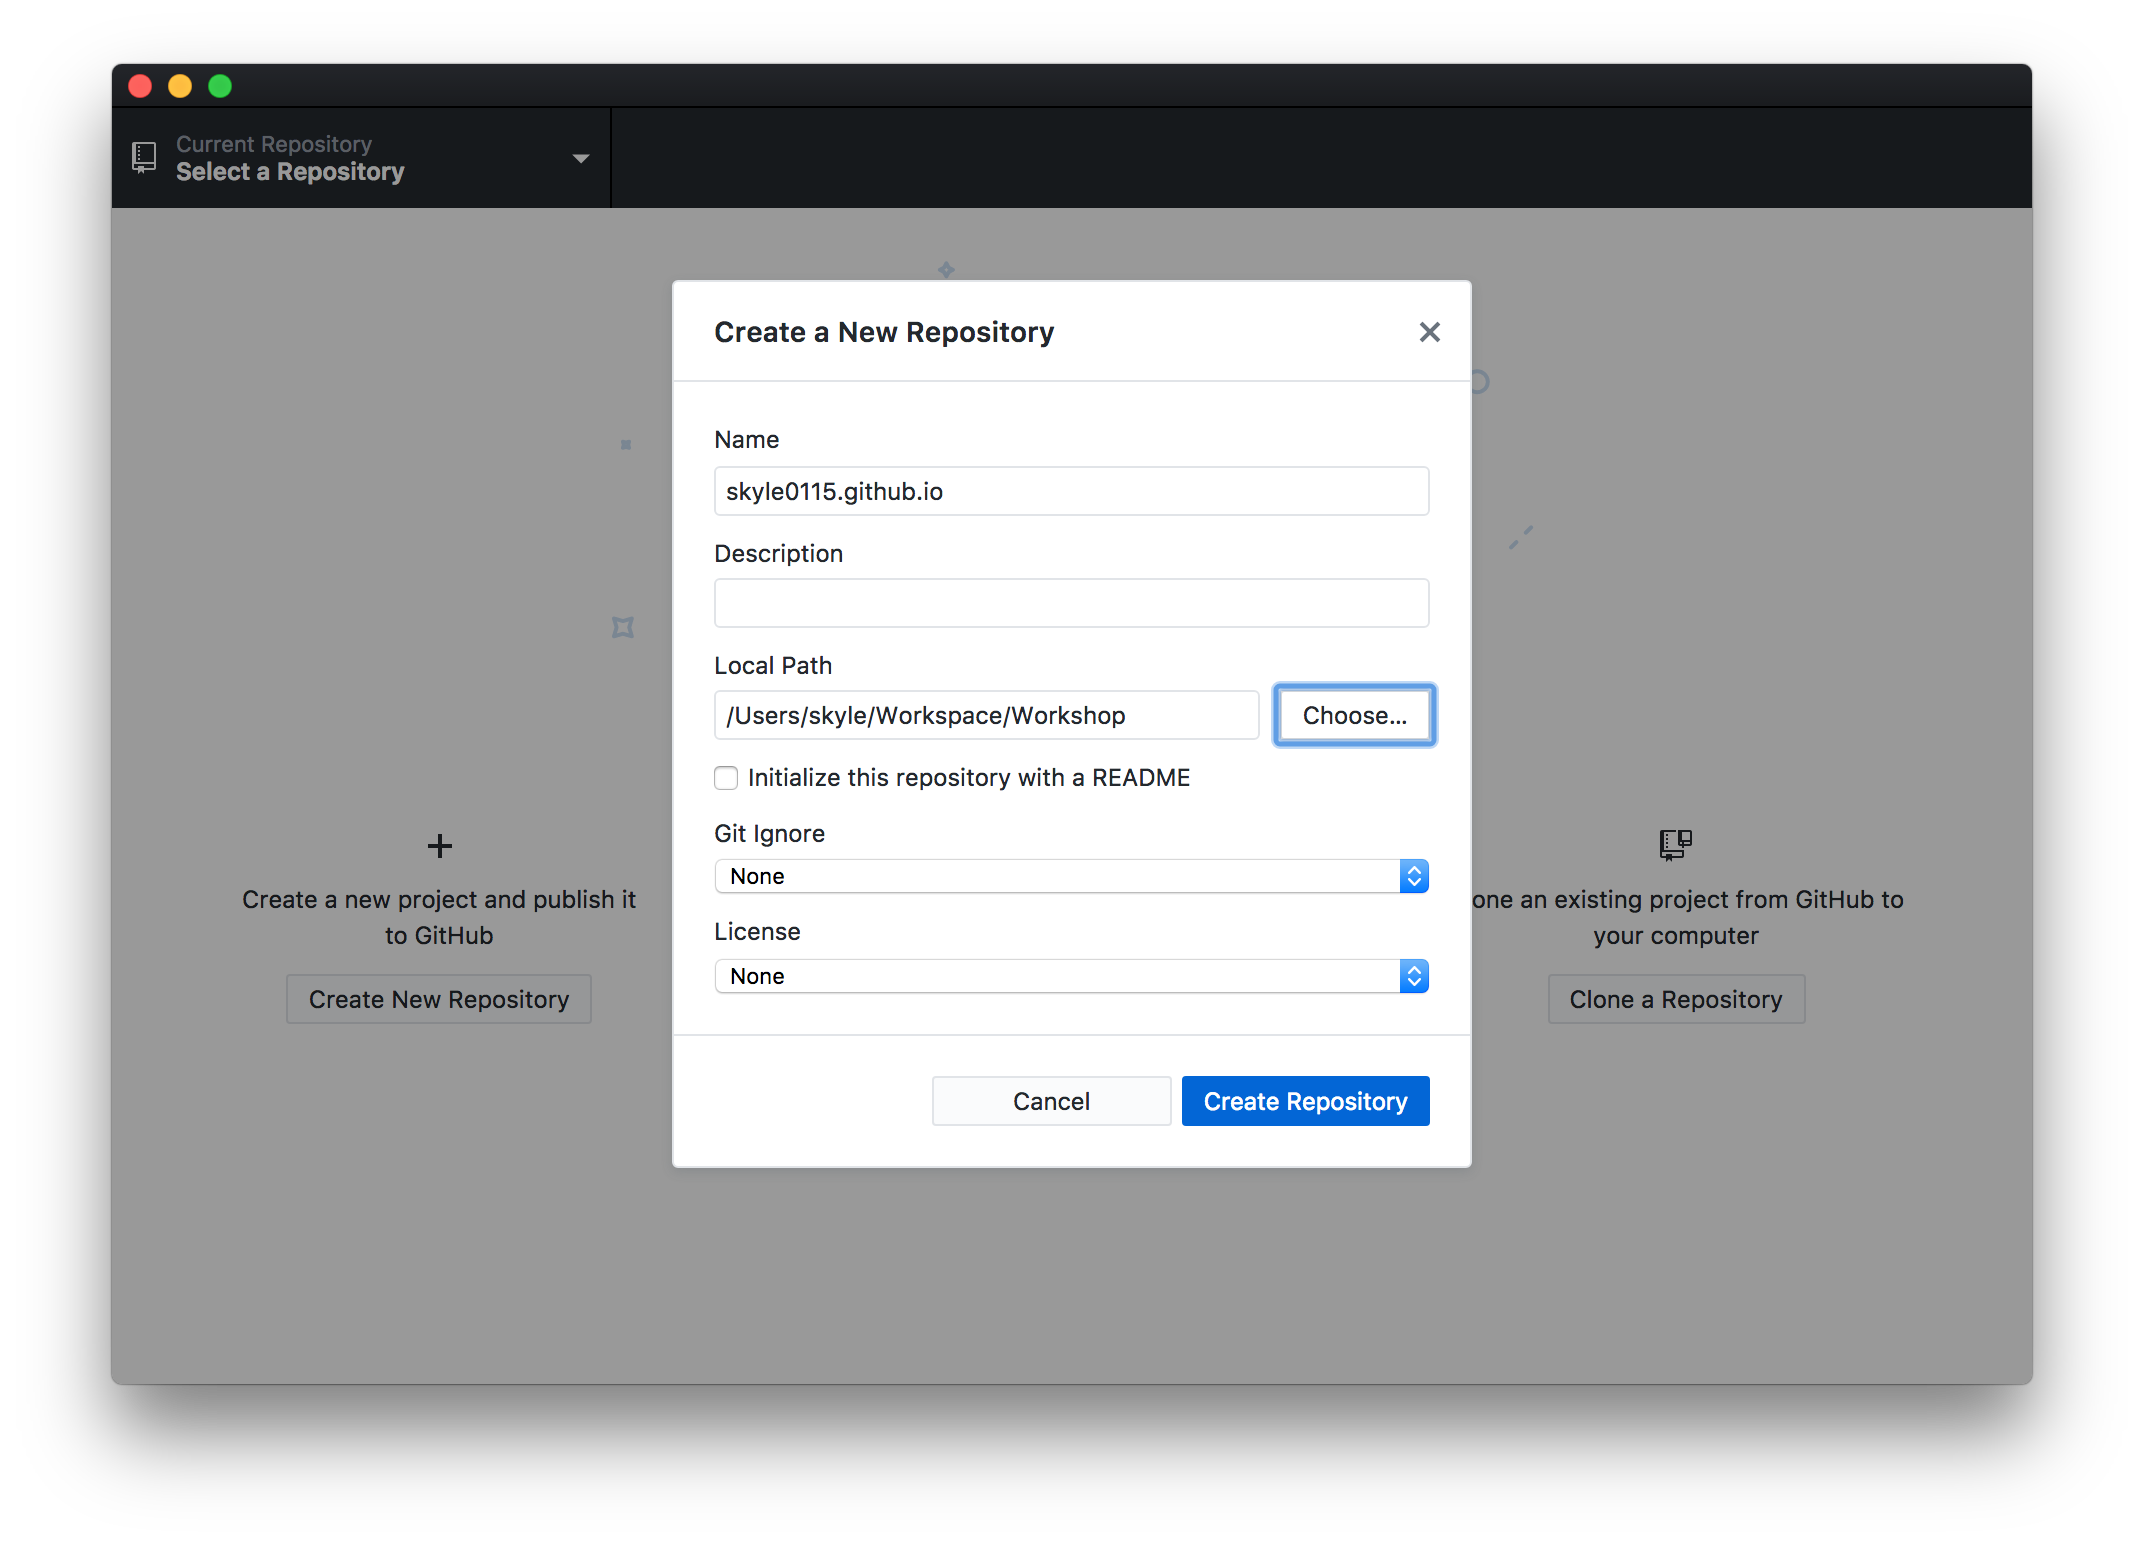 Current Repository
Select a Repository
Create a New Repository
Name
skyle0115.github.io
Description
Local Path
/Users/skyle/Workspace/Workshop
Choose...
Initialize this repository with a README
Git Ignore
None
License
None
Cancel
Create Repository
Create a new project and publish it
to GitHub
Create New Repository
one an existing project from GitHub to
your computer
Clone a Repository